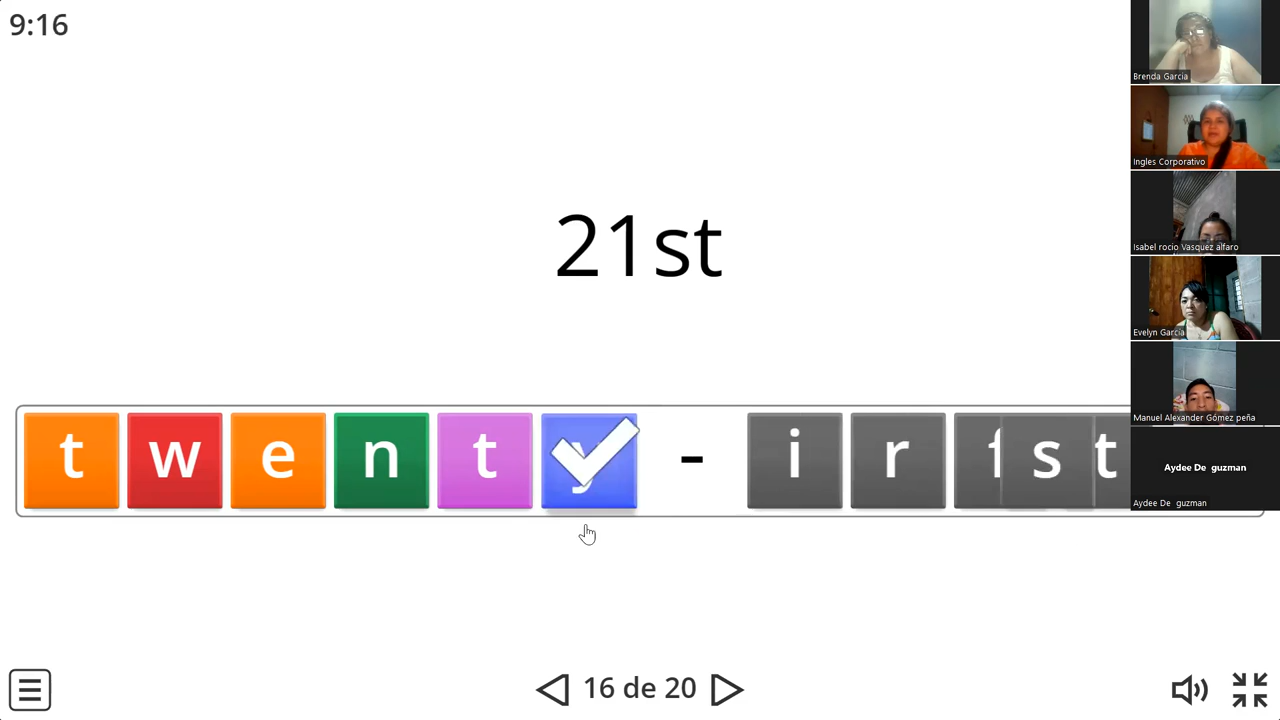 9:16
Brenda Garcia
Ingles Corporativo
21st
Isabel rocio Vasquez alfaro
Evelyn Garcia
t w e n t y - i r f s t
Manuel Alexander Gómez peña
Aydee De guzman
Aydee De guzman
16 de 20